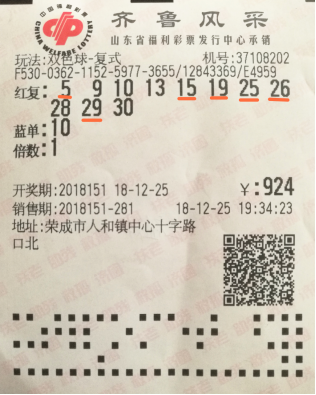 中国福利彩票
CHINA WELFARE LOTTERY
齐鲁风采
山东省福利彩票发行中心承销
玩法:双色球-复式 机号:37108202
F530-0362-1152-5977-3655/12843369/E4959
红复: 5 9 10 13 15 19 25 26
28 29 30
蓝单:10
倍数:1
开奖期:2018151 18-12-25 ¥:924
销售期:2018151-281 18-12-25 19:34:23
地址:荣成市人和镇中心十字路
口北